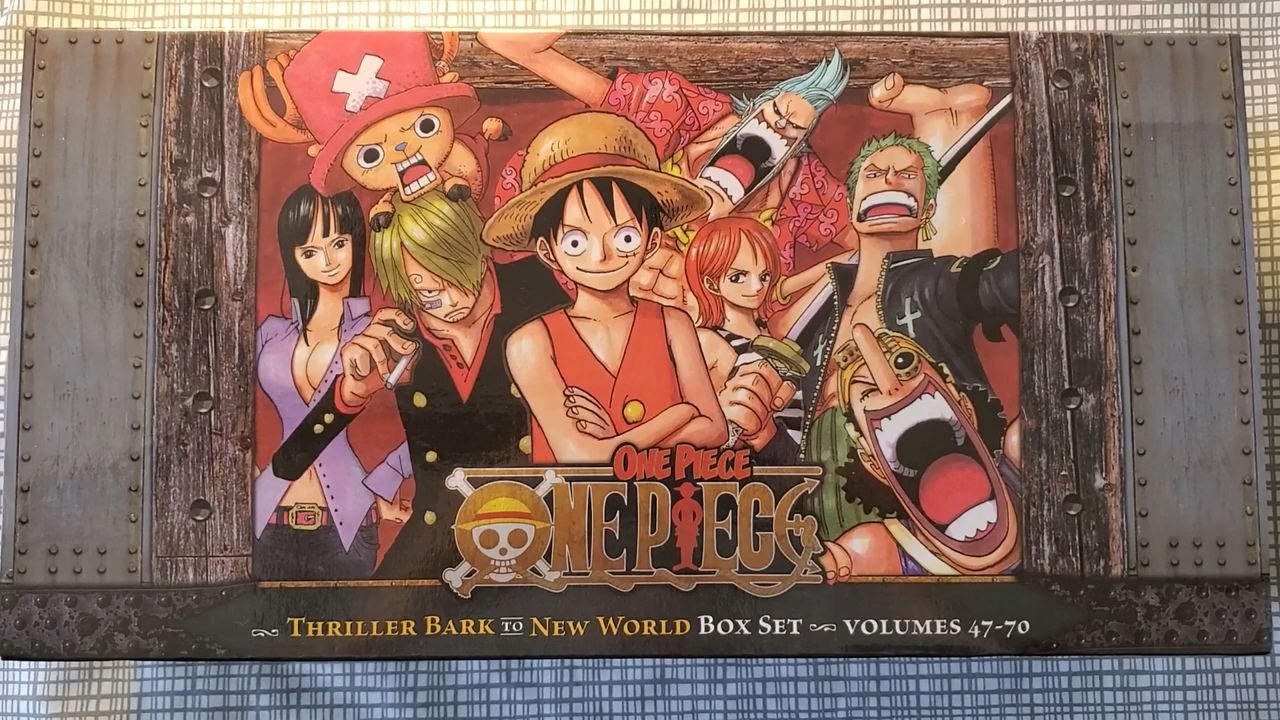 ONE PIECE
ONE PIECE
THRILLER BARK TO NEW WORLD BOX SET ~ VOLUMES 47-70